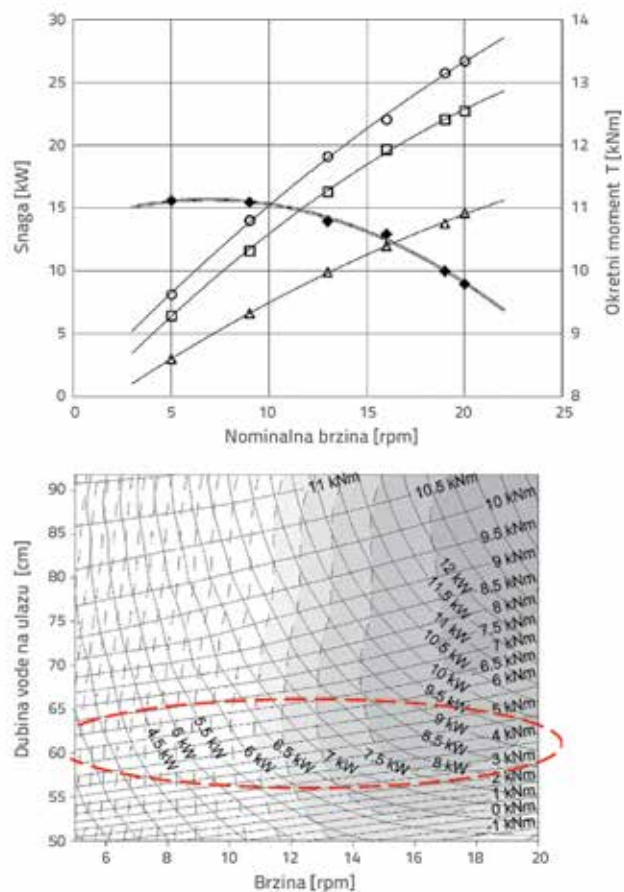 30
25
20
15
10
5
0
Snaga [kW]
14
13
12
11
10
9
8
Okretni moment T [kNm]
0 5 10 15 20 25
Nominalna brzina [rpm]
90
85
80
75
70
65
60
55
50
Dubina vode na ulazu [cm]
11 kNm
10.5 kNm
10 kNm
9.5 kNm
9 kNm
8.5 kNm
8 kNm
7.5 kNm
7 kNm
6.5 kNm
6 kNm
5 kNm
4 kNm
3 kNm
2 kNm
1 kNm
0 kNm
-1 kNm
12 kW
11.5 kW
11 kW
10.5 kW
10 kW
9.5 kW
9 kW
8.5 kW
8 kW
7.5 kW
7 kW
6.5 kW
6 kW
5.5 kW
4.5 kW
6 8 10 12 14 16 18 20
Brzina [rpm]